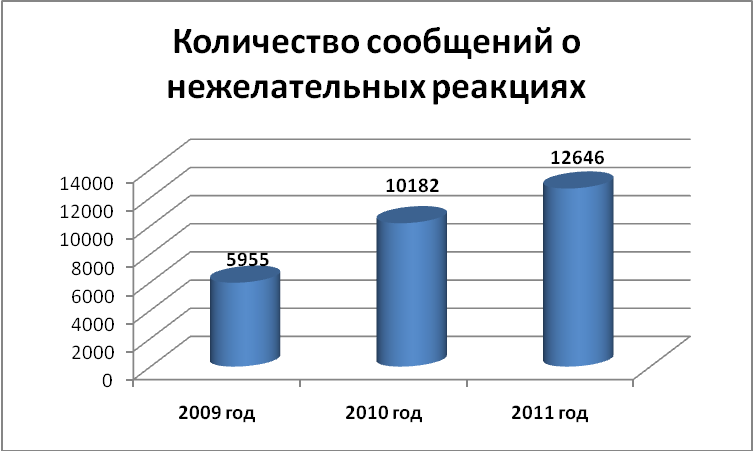 Количество сообщений о
нежелательных реакциях
14000
12000
10000
8000
6000
4000
2000
0
5955
10182
12646
2009 год
2010 год
2011 год